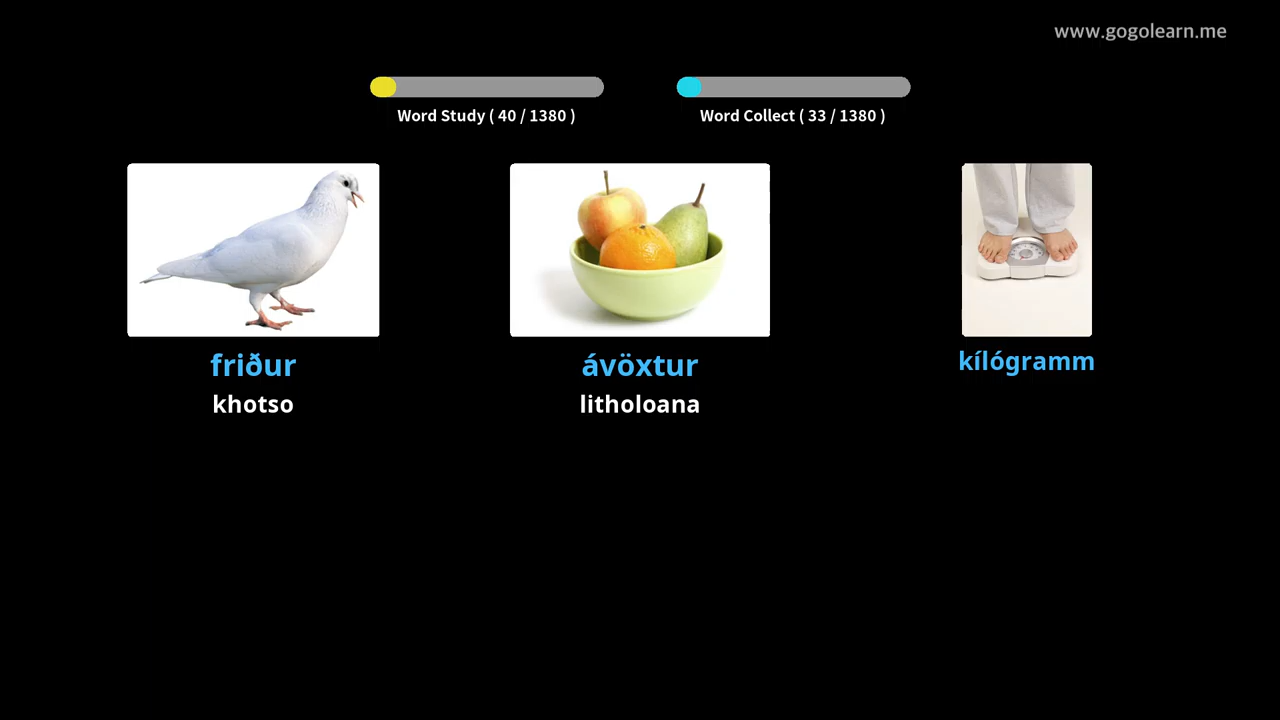 www.gogolearn.me
Word Study ( 40 / 1380 )
Word Collect ( 33 / 1380 )
friður
khotso
ávöxtur
litholoana
kílógramm